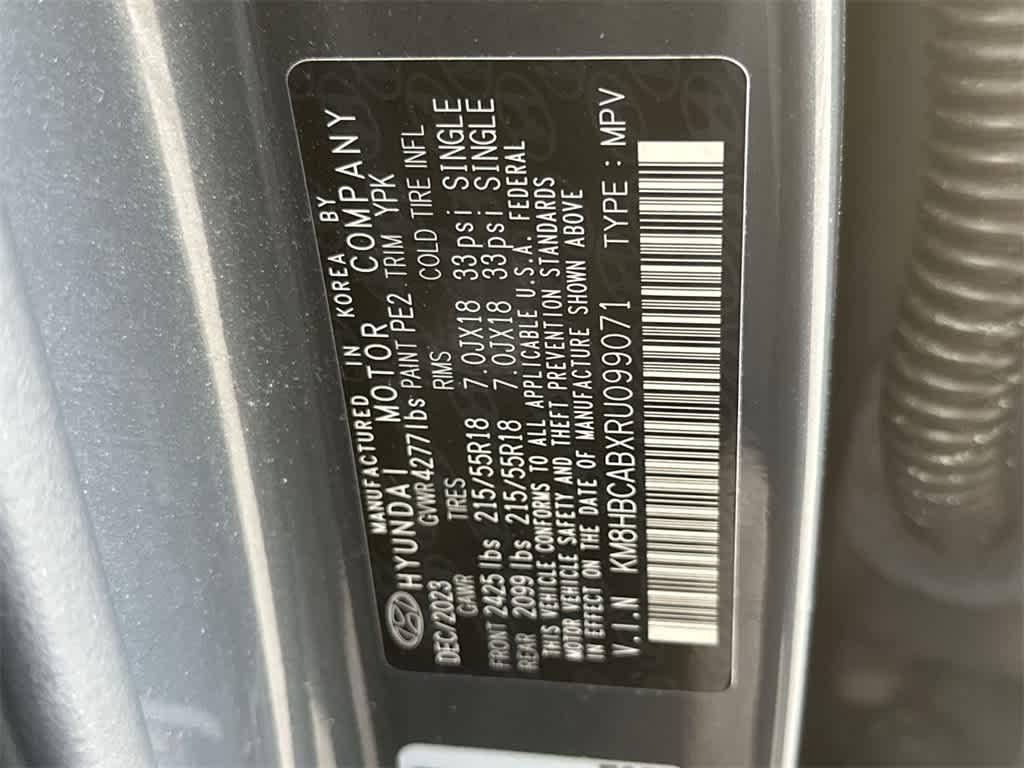 MANUFACTURED IN KOREA BY
HYUNDAI MOTOR COMPANY
DEC/2023 GVWR 4277lbs PAINT PE2 TRIM YPK
GAWR TIRES RIMS COLD TIRE INFL
FRONT 2425 lbs 215/55R18 7.0JX18 33psi SINGLE
REAR 2099 lbs 215/55R18 7.0JX18 33psi SINGLE
THIS VEHICLE CONFORMS TO ALL APPLICABLE U.S.A. FEDERAL
MOTOR VEHICLE SAFETY AND THEFT PREVENTION STANDARDS
IN EFFECT ON THE DATE OF MANUFACTURE SHOWN ABOVE
V.I.N KM8HBCABXRU099071 TYPE : MPV